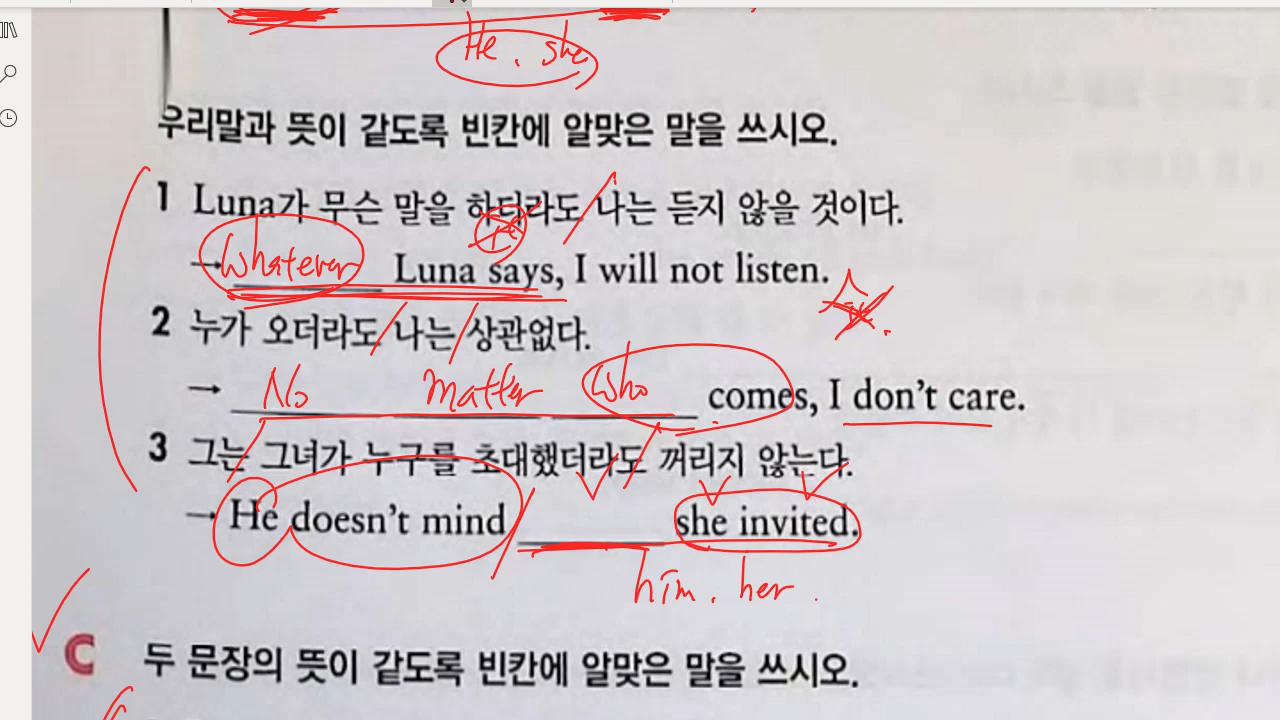 He. she
우리말과 뜻이 같도록 빈칸에 알맞은 말을 쓰시오.
1 Luna가 무슨 말을 하더라도 나는 듣지 않을 것이다.
→ Whatever Luna says, I will not listen.
2 누가 오더라도 나는 상관없다.
→ No matter who comes, I don't care.
3 그는 그녀가 누구를 초대했더라도 꺼리지 않는다.
→ He doesn't mind she invited.
him. her.
C 두 문장의 뜻이 같도록 빈칸에 알맞은 말을 쓰시오.